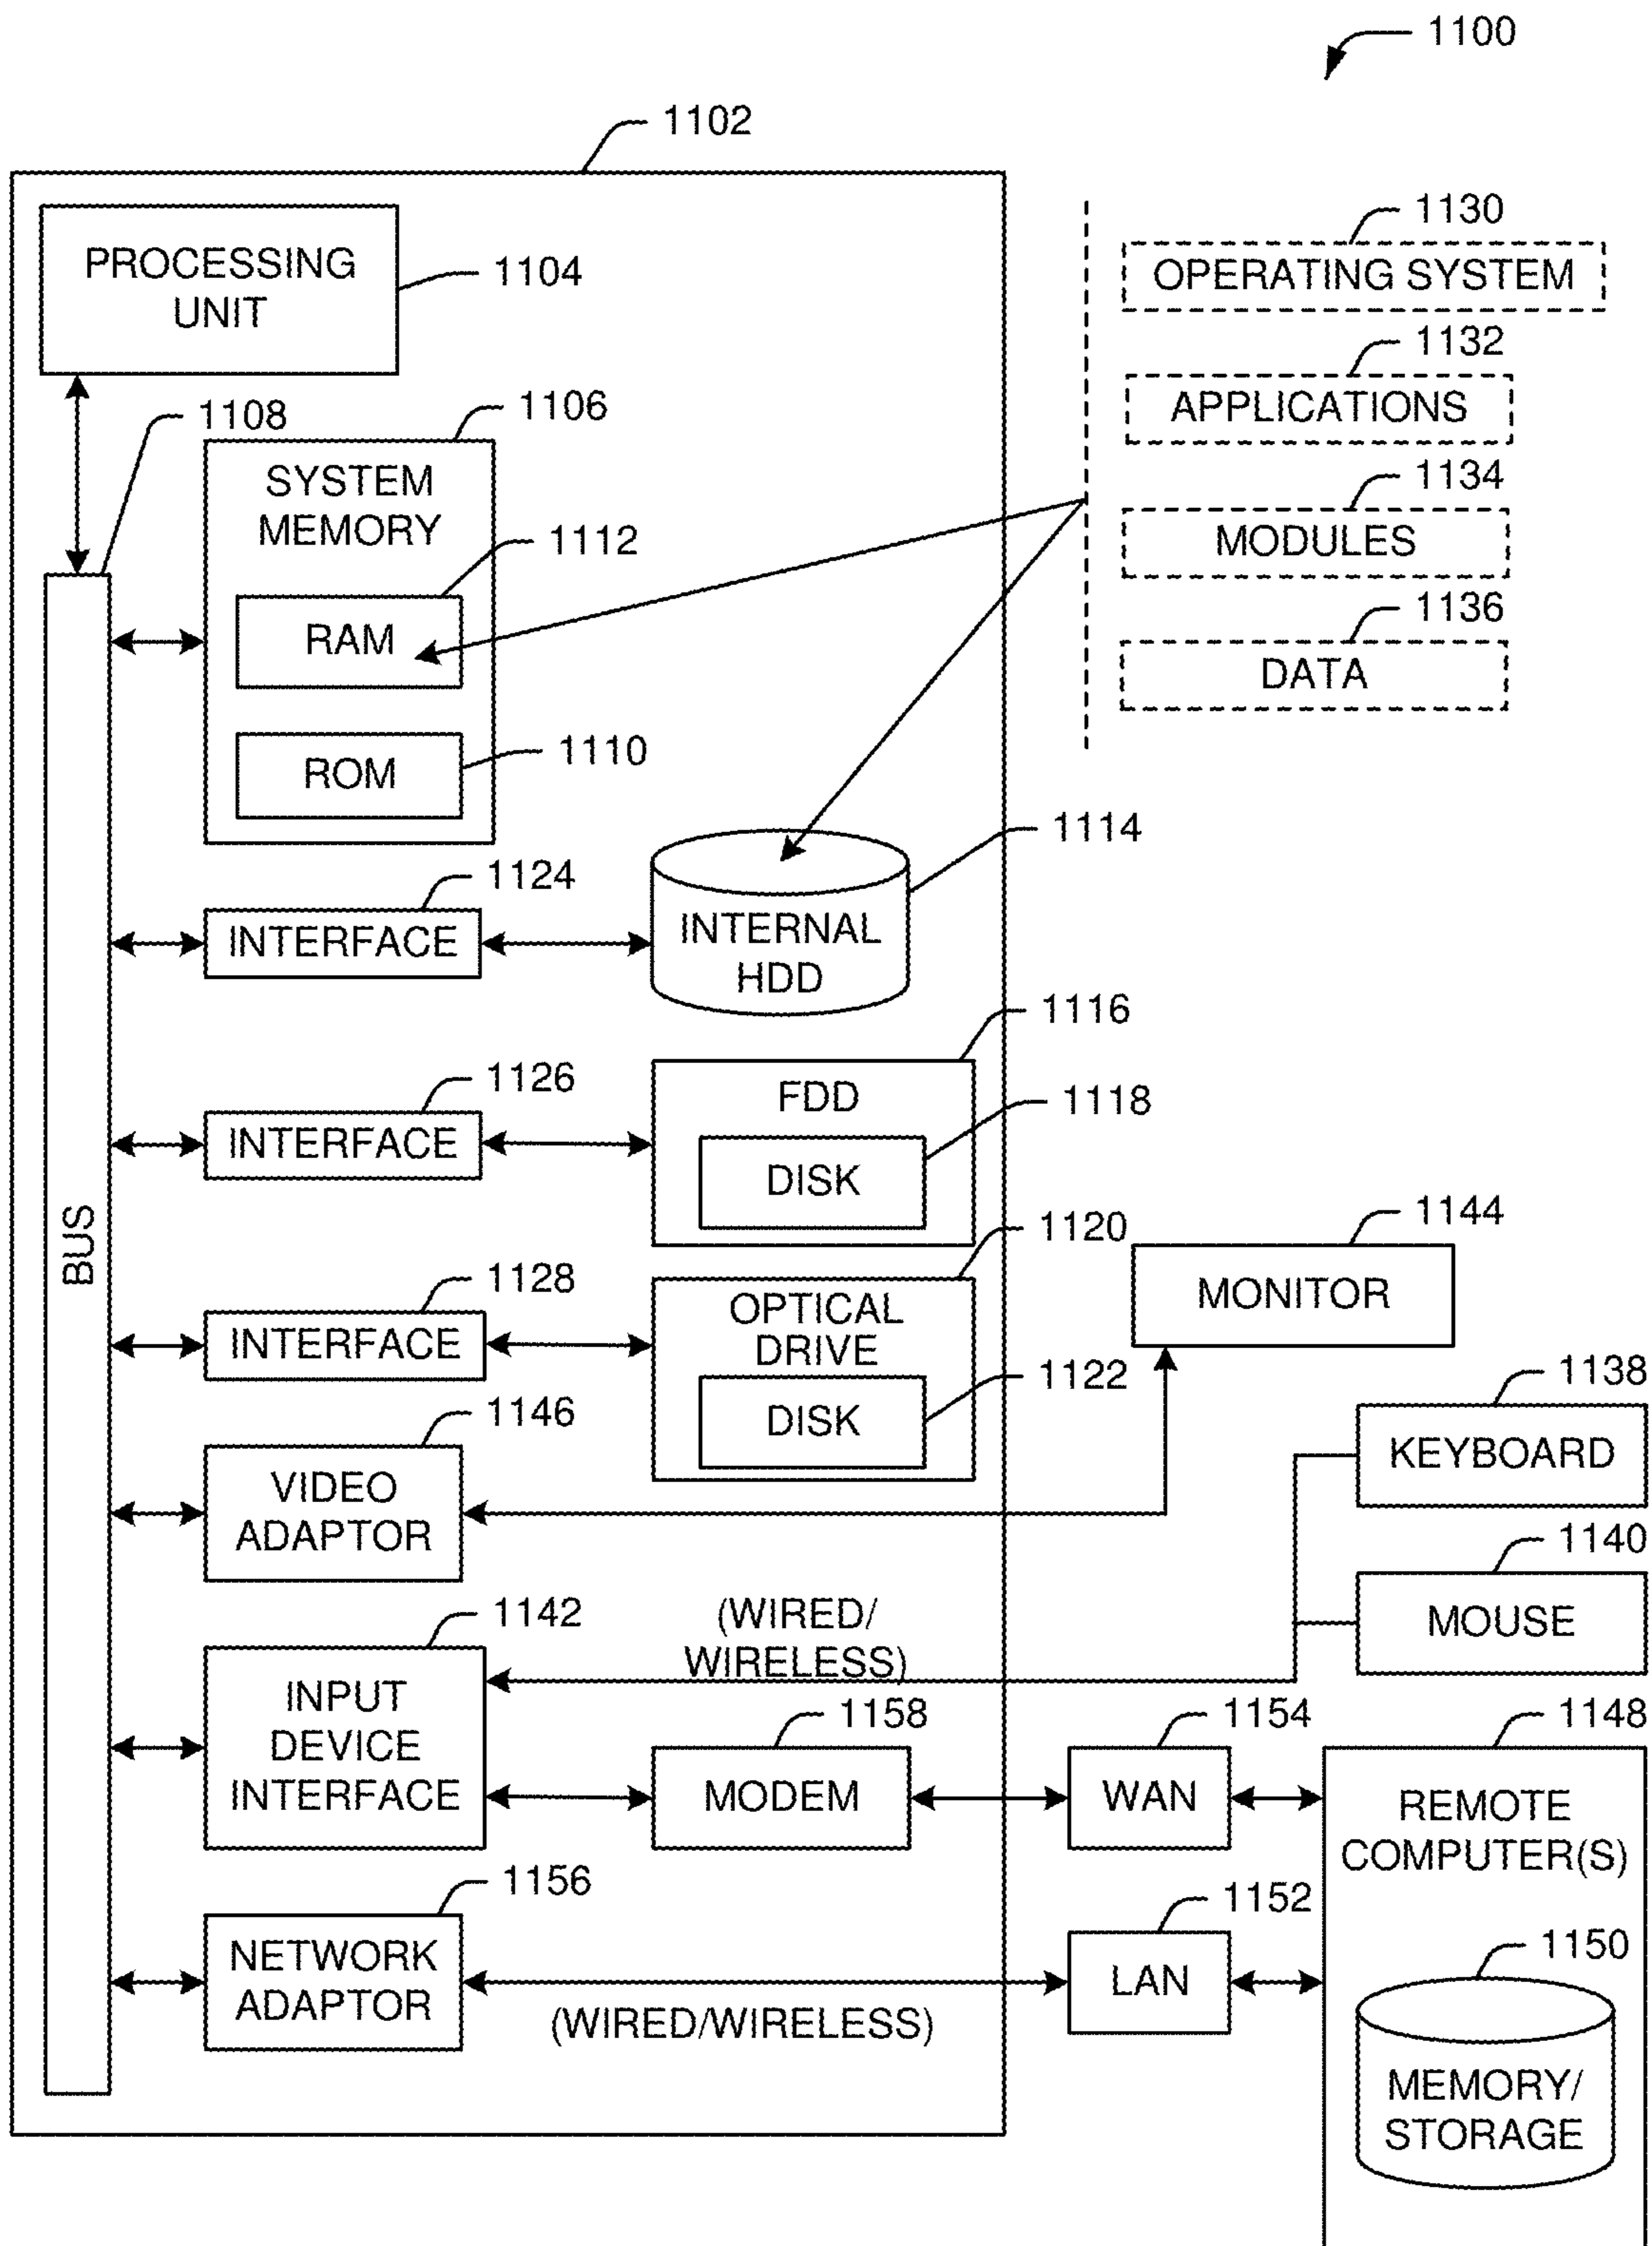 1100
1102
PROCESSING
UNIT
1104
1130
OPERATING SYSTEM
1132
APPLICATIONS
1134
MODULES
1136
DATA
1108
1106
SYSTEM
MEMORY
1112
RAM
1110
ROM
BUS
1124
INTERFACE
1114
INTERNAL
HDD
1116
1126
INTERFACE
FDD
1118
DISK
1120
1128
INTERFACE
OPTICAL
DRIVE
1122
DISK
1144
MONITOR
1138
KEYBOARD
1146
VIDEO
ADAPTOR
1140
MOUSE
1142
INPUT
DEVICE
INTERFACE
(WIRED/
WIRELESS)
1158
MODEM
1154
WAN
1148
REMOTE
COMPUTER(S)
1156
NETWORK
ADAPTOR
(WIRED/WIRELESS)
1152
LAN
1150
MEMORY/
STORAGE